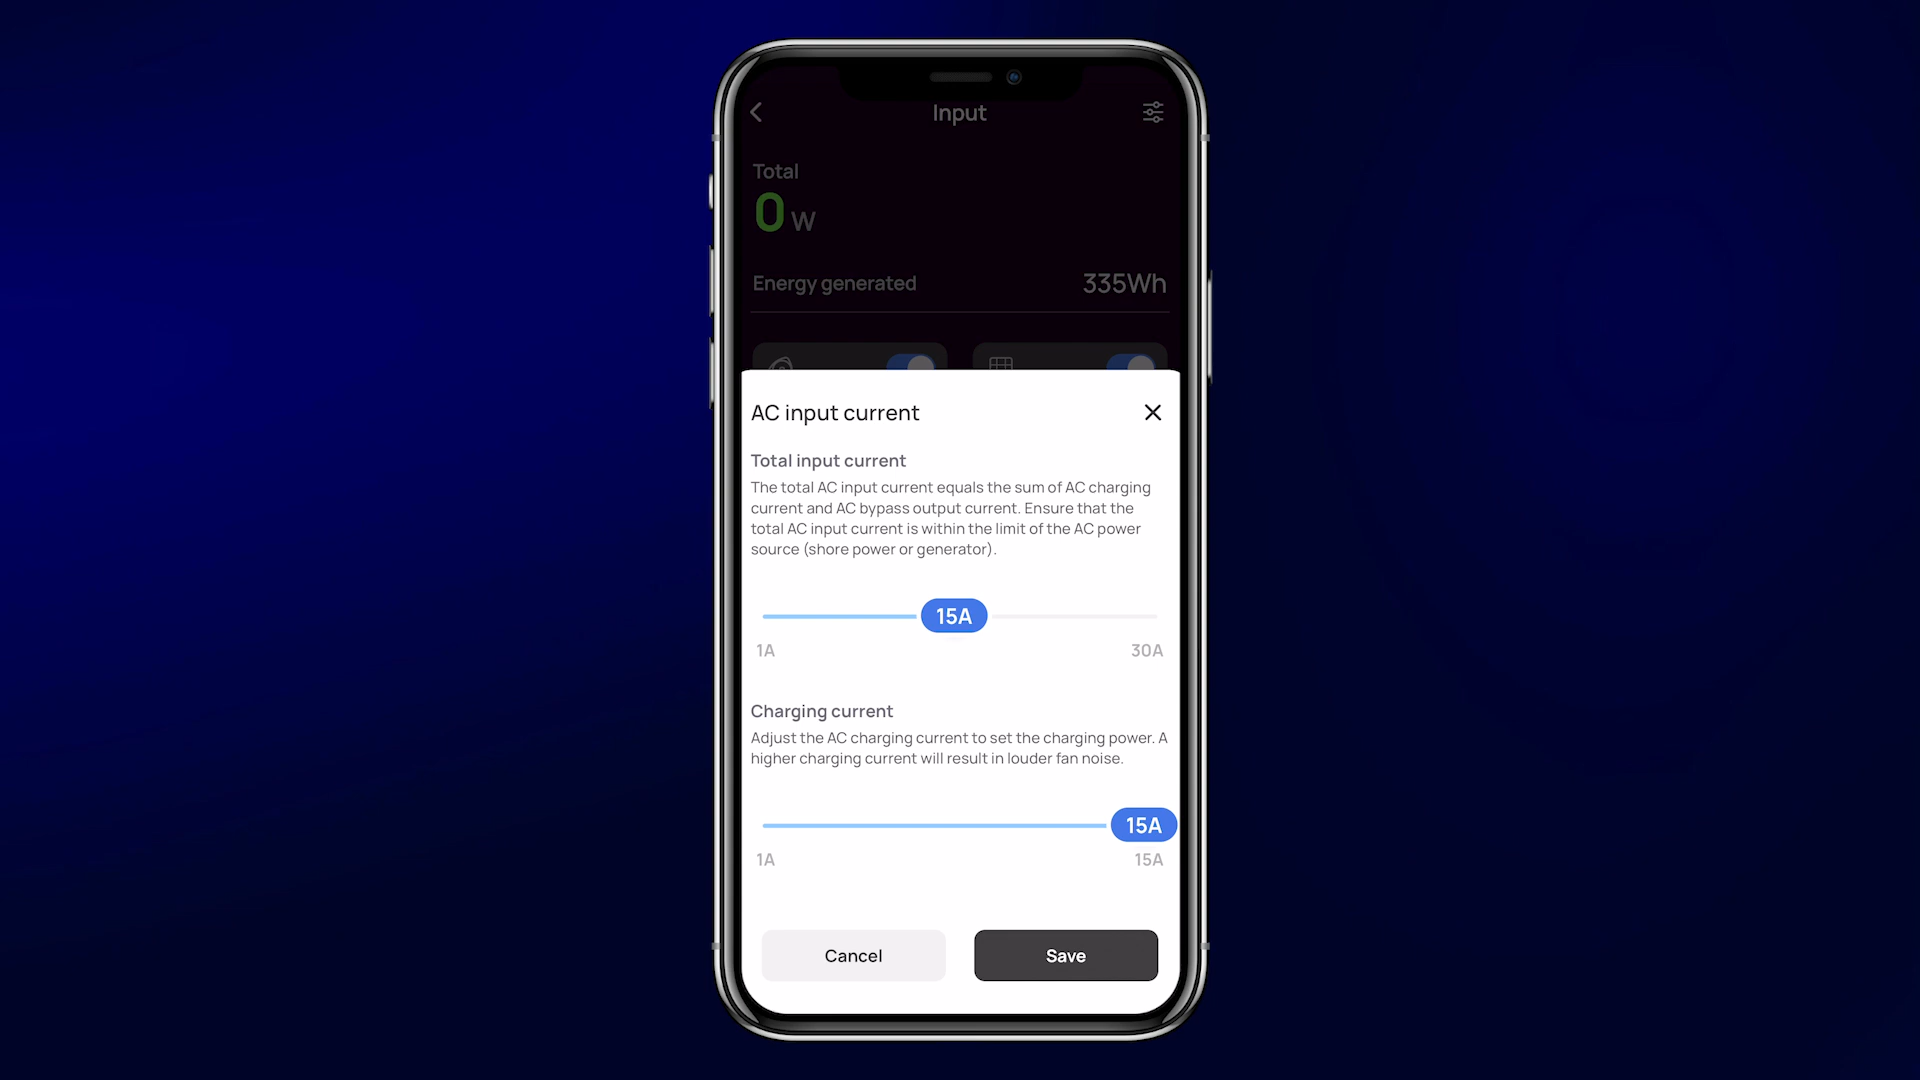 Input
Total
0 W
Energy generated 335Wh
AC input current
Total input current
The total AC input current equals the sum of AC charging
current and AC bypass output current. Ensure that the
total AC input current is within the limit of the AC power
source (shore power or generator).
15A
1A 30A
Charging current
Adjust the AC charging current to set the charging power. A
higher charging current will result in louder fan noise.
15A
1A 15A
Cancel Save